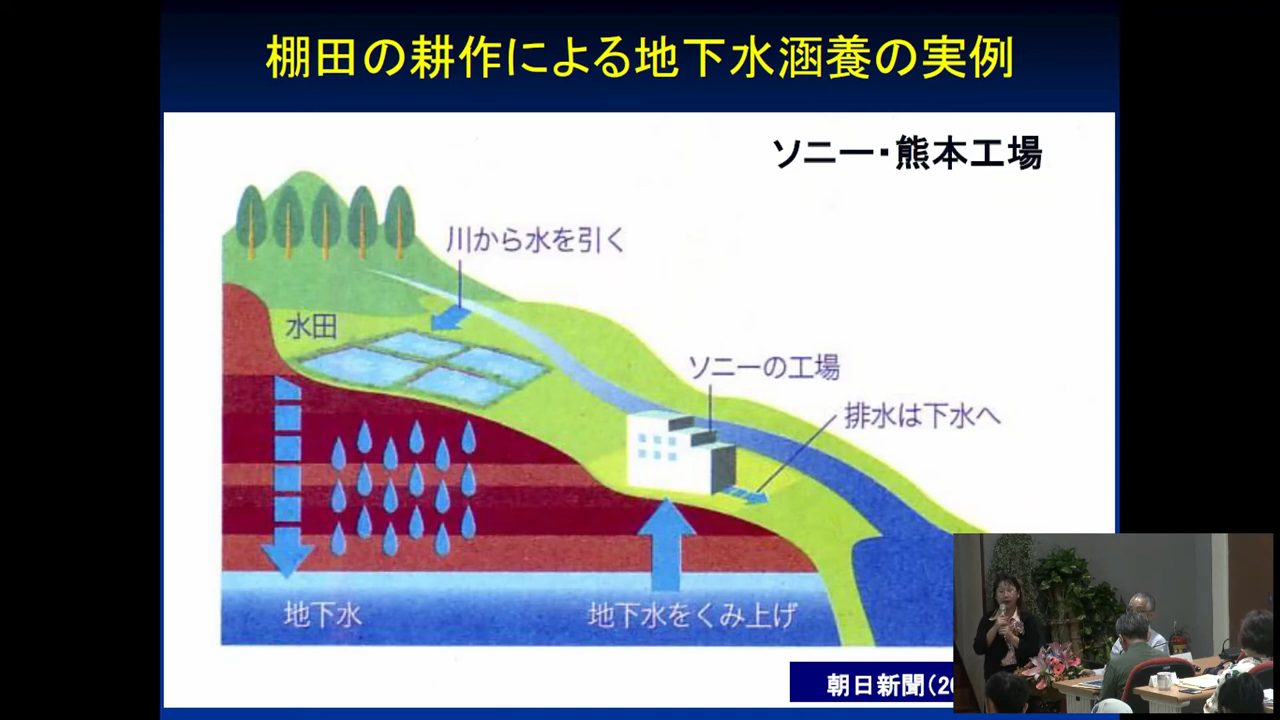 棚田の耕作による地下水涵養の実例
ソニー・熊本工場
川から水を引く
水田
ソニーの工場
排水は下水へ
地下水
地下水をくみ上げ
朝日新聞(20